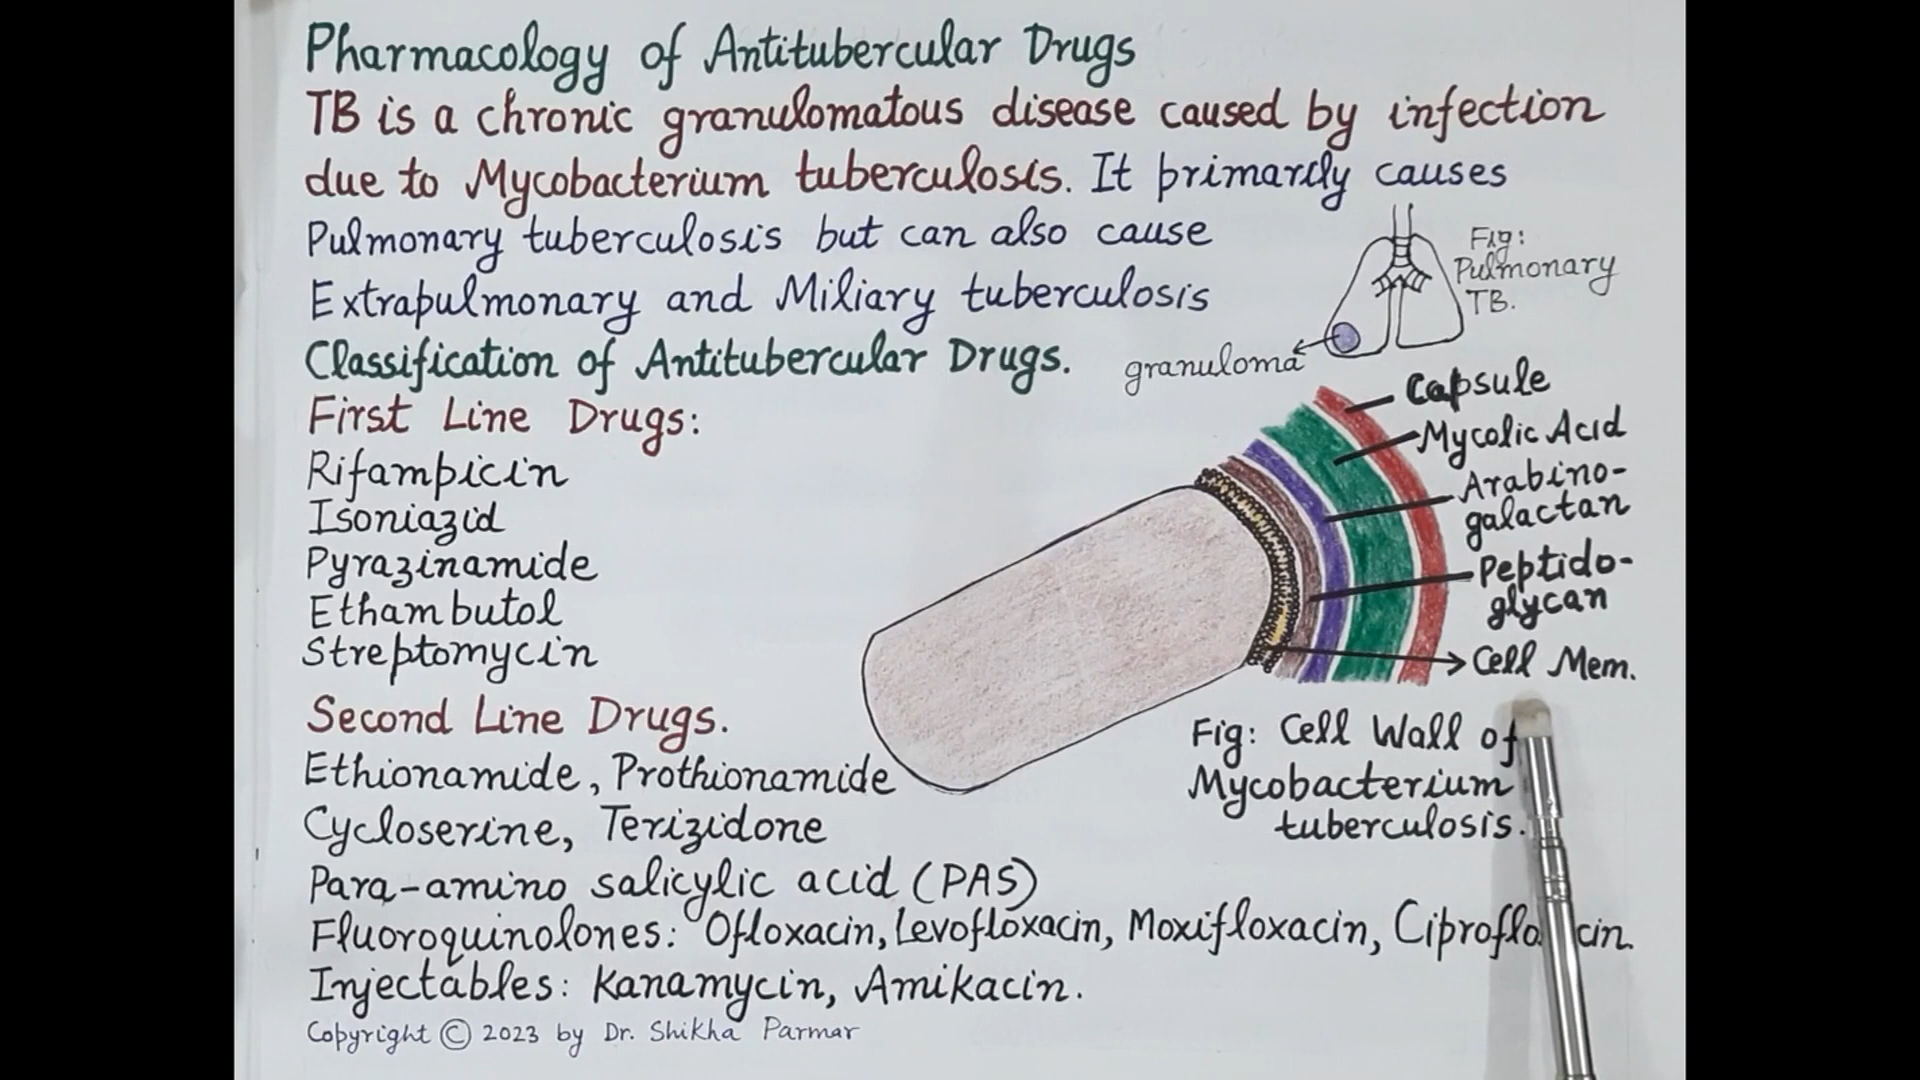 Pharmacology of Antitubercular Drugs
TB is a chronic granulomatous disease caused by infection
due to Mycobacterium tuberculosis. It primarily causes
Pulmonary tuberculosis but can also cause
Extrapulmonary and Miliary tuberculosis
Fig:
Pulmonary
TB.
granuloma
Classification of Antitubercular Drugs.
First Line Drugs:
Rifampicin
Isoniazid
Pyrazinamide
Ethambutol
Streptomycin
Capsule
Mycolic Acid
Arabino-
galactan
Peptido-
glycan
Cell Mem.
Fig: Cell Wall of
Mycobacterium
tuberculosis.
Second Line Drugs.
Ethionamide, Prothionamide
Cycloserine, Terizidone
Para-amino salicylic acid (PAS)
Fluoroquinolones: Ofloxacin, Levofloxacin, Moxifloxacin,
Injectables: Kanamycin, Amikacin.
Copyright © 2023 by Dr. Shikha Parmar